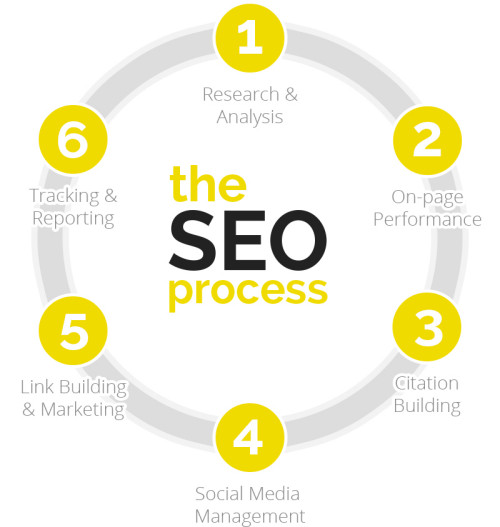 1
Research &
Analysis
2
On-page
Performance
3
Citation
Building
4
Social Media
Management
5
Link Building
& Marketing
6
Tracking &
Reporting
the
SEO
process